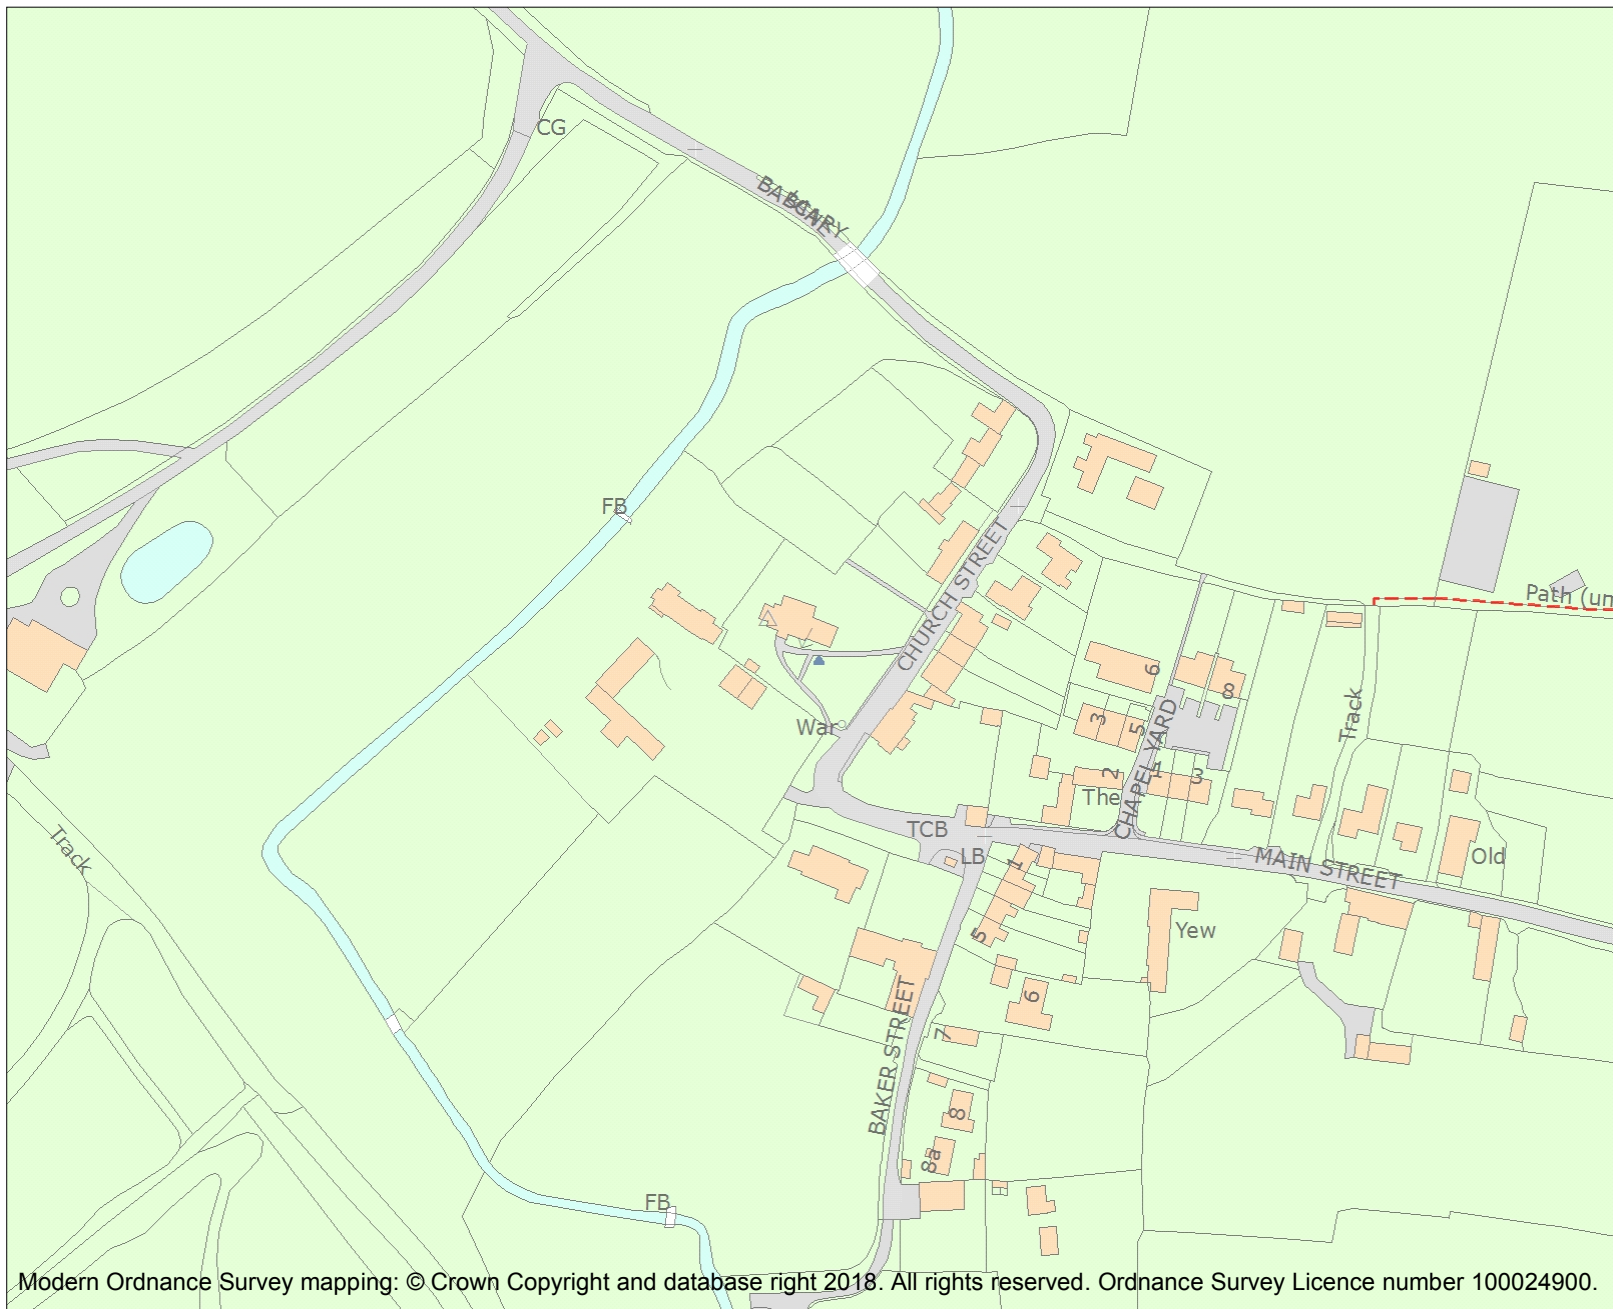 CG
BABCARY
FB
CHURCH STREET
Path (un
6
8
Track
3
5
War
CHAPEL YARD
2
1
3
The
TCB
LB
1
MAIN STREET
Old
Track
5
Yew
6
BAKER STREET
7
8
8a
FB
Modern Ordnance Survey mapping: © Crown Copyright and database right 2018. All rights reserved. Ordnance Survey Licence number 100024900.